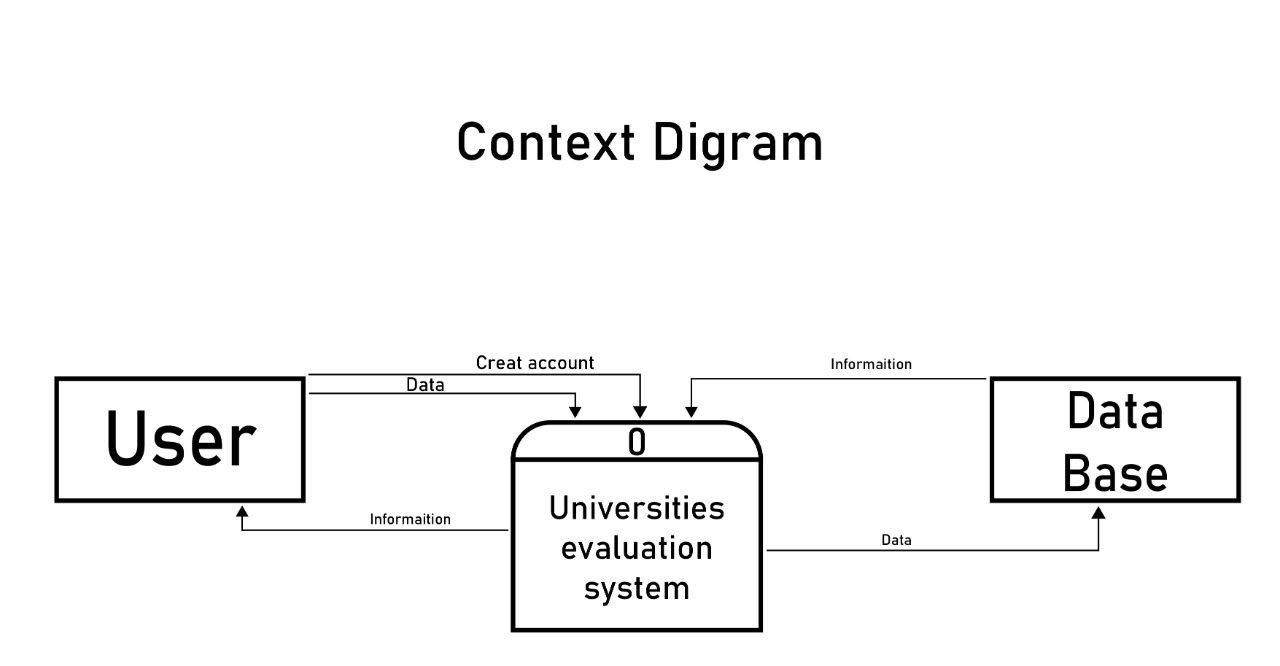 Context Digram
Creat account
Data
Informaition
User
Data
Base
0
Universities
evaluation
system
Informaition
Data